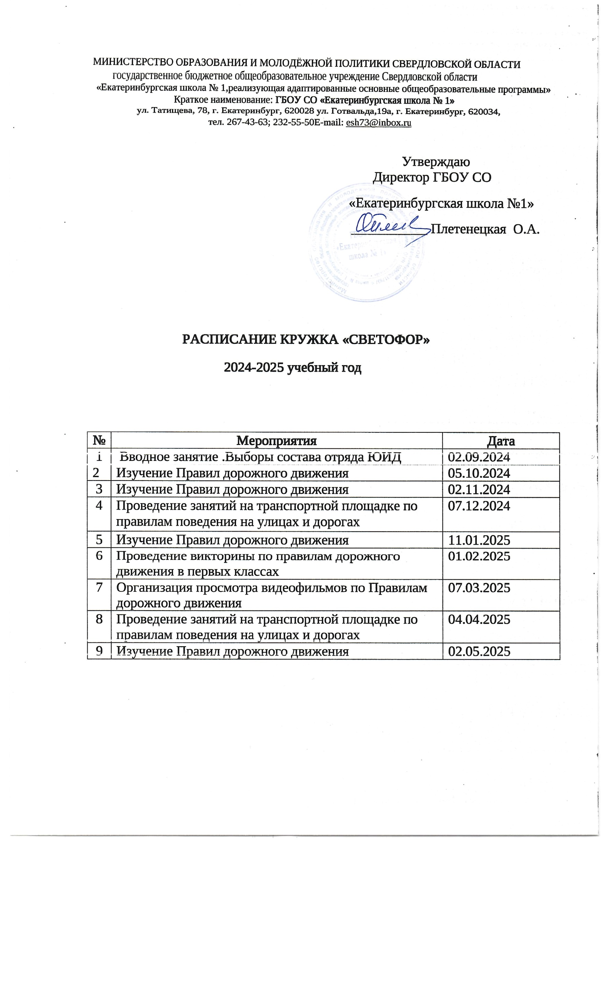 МИНИСТЕРСТВО ОБРАЗОВАНИЯ И МОЛОДЁЖНОЙ ПОЛИТИКИ СВЕРДЛОВСКОЙ ОБЛАСТИ
государственное бюджетное общеобразовательное учреждение Свердловской области
«Екатеринбургская школа № 1,реализующая адаптированные основные общеобразовательные программы»
Краткое наименование: ГБОУ СО «Екатеринбургская школа № 1»
ул. Татищева, 78, г. Екатеринбург, 620028 ул. Готвальда,19а, г. Екатеринбург, 620034,
тел. 267-43-63; 232-55-50E-mail: esh73@inbox.ru
Утверждаю
Директор ГБОУ СО
«Екатеринбургская школа №1»
Плетенецкая О.А.
«Екатеринбургская
школа № 1»
РАСПИСАНИЕ КРУЖКА «СВЕТОФОР»
2024-2025 учебный год
№ Мероприятия Дата
1 Вводное занятие .Выборы состава отряда ЮИД 02.09.2024
2 Изучение Правил дорожного движения 05.10.2024
3 Изучение Правил дорожного движения 02.11.2024
4 Проведение занятий на транспортной площадке по 07.12.2024
правилам поведения на улицах и дорогах
5 Изучение Правил дорожного движения 11.01.2025
6 Проведение викторины по правилам дорожного 01.02.2025
движения в первых классах
7 Организация просмотра видеофильмов по Правилам 07.03.2025
дорожного движения
8 Проведение занятий на транспортной площадке по 04.04.2025
правилам поведения на улицах и дорогах
9 Изучение Правил дорожного движения 02.05.2025